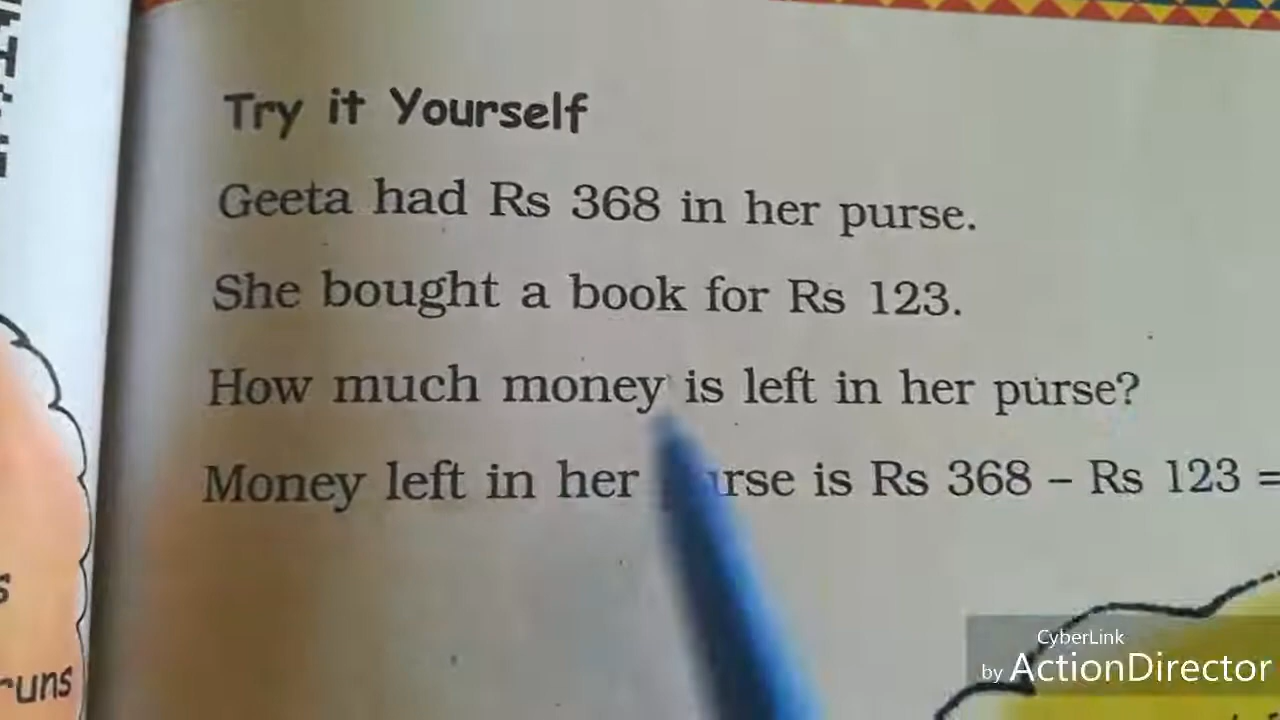 Try it Yourself
Geeta had Rs 368 in her purse.
She bought a book for Rs 123.
How much money is left in her purse?
Money left in her is Rs 368 – Rs 123 =
CyberLink
by ActionDirector